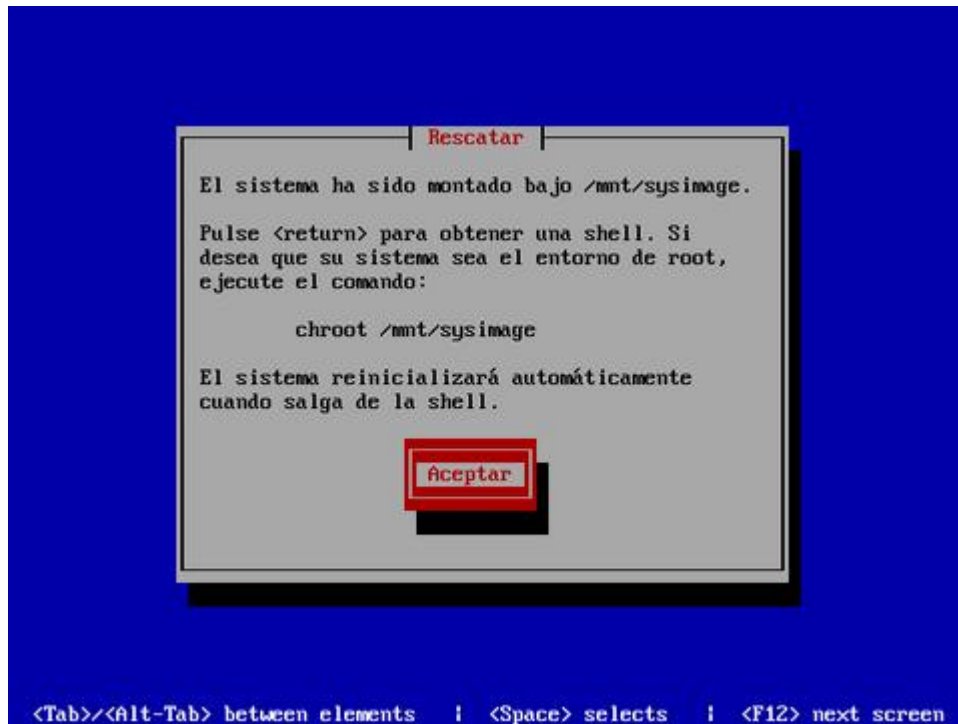 Rescatar
El sistema ha sido montado bajo /mnt/sysimage.
Pulse <return> para obtener una shell. Si
desea que su sistema sea el entorno de root,
ejecute el comando:
chroot /mnt/sysimage
El sistema reinicializará automáticamente
cuando salga de la shell.
Aceptar
<Tab>/<Alt-Tab> between elements | <Space> selects | <F12> next screen